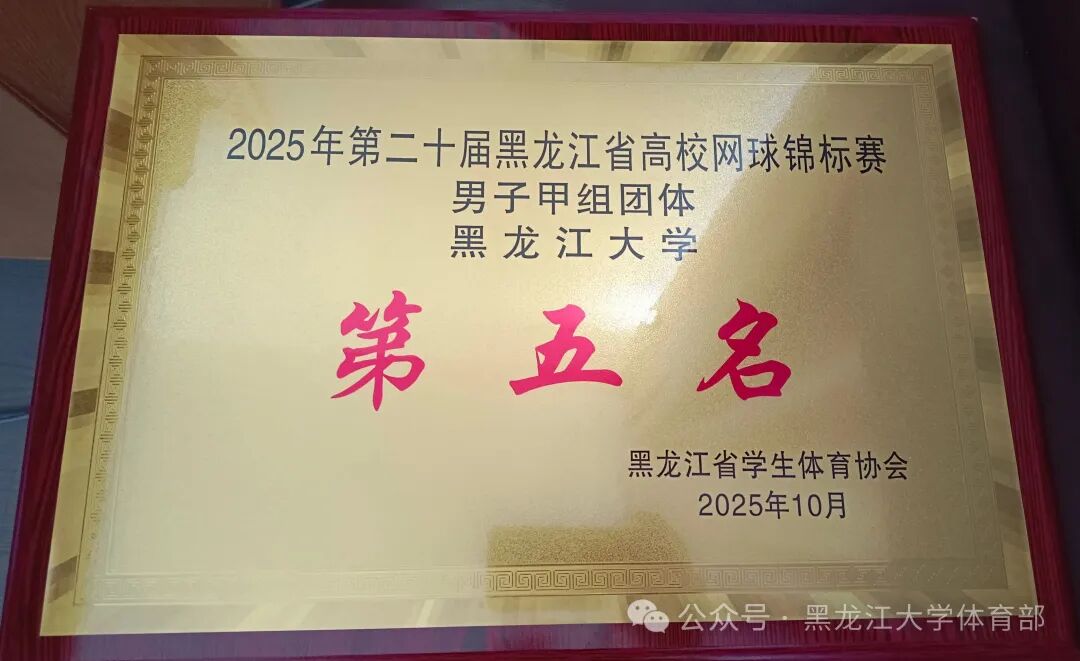 2025年第二十届黑龙江省高校网球锦标赛
男子甲组团体
黑龙江大学
第五名
黑龙江省学生体育协会
2025年10月
公众号·黑龙江大学体育部